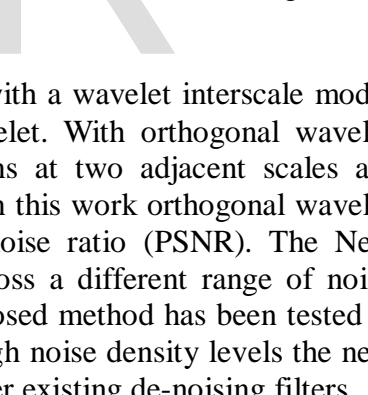 with a wavelet interscale mod
elet. With orthogonal wavel
ns at two adjacent scales a
n this work orthogonal wavel
oise ratio (PSNR). The Ne
oss a different range of noi
osed method has been tested
gh noise density levels the ne
er existing de-noising filters